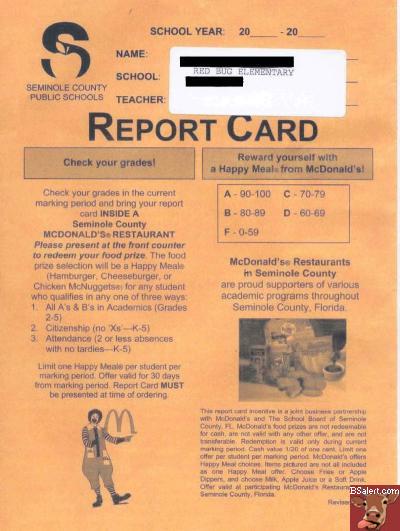 SCHOOL YEAR: 20_____ - 20_____
NAME:
SEMINOLE COUNTY
PUBLIC SCHOOLS
SCHOOL: RED BUG ELEMENTARY
TEACHER:
REPORT CARD
Check your grades!
Check your grades in the current
marking period and bring your report
card INSIDE A
Seminole County
MCDONALD'S® RESTAURANT
Please present at the front counter
to redeem your food prize. The food
prize selection will be a Happy Meal®
(Hamburger, Cheeseburger, or
Chicken McNuggets® for any student
who qualifies in any one of three ways:
1. All A's & B's in Academics (Grades
2-5)
2. Citizenship (no 'Xs'—K-5)
3. Attendance (2 or less absences
with no tardies—K-5)
Limit one Happy Meal® per student per
marking period. Offer valid for 30 days
from marking period. Report Card MUST
be presented at time of ordering.
Reward yourself with
a Happy Meal® from McDonald's!
A - 90-100 C - 70-79
B - 80-89 D - 60-69
F - 0-59
McDonald's® Restaurants
in Seminole County
are proud supporters of various
academic programs throughout
Seminole County, Florida.
This report card incentive is a joint business partnership
with McDonald's and The School Board of Seminole
County, FL. McDonald's food prizes are not redeemable
for cash, are not valid with any other offer, and are not
transferable. Redemption is valid only during current
marking period. Cash value 1/20 of one cent. Limit one
offer per student per marking period. McDonald's offers
Happy Meal choices. Items pictured are not all included
as one Happy Meal offer. Choose Fries or Apple
Dippers, and choose Milk, Apple Juice or a Soft Drink.
Offer valid at participating McDonald's Restaurants
Seminole County, Florida.
Revised
BSalert.com